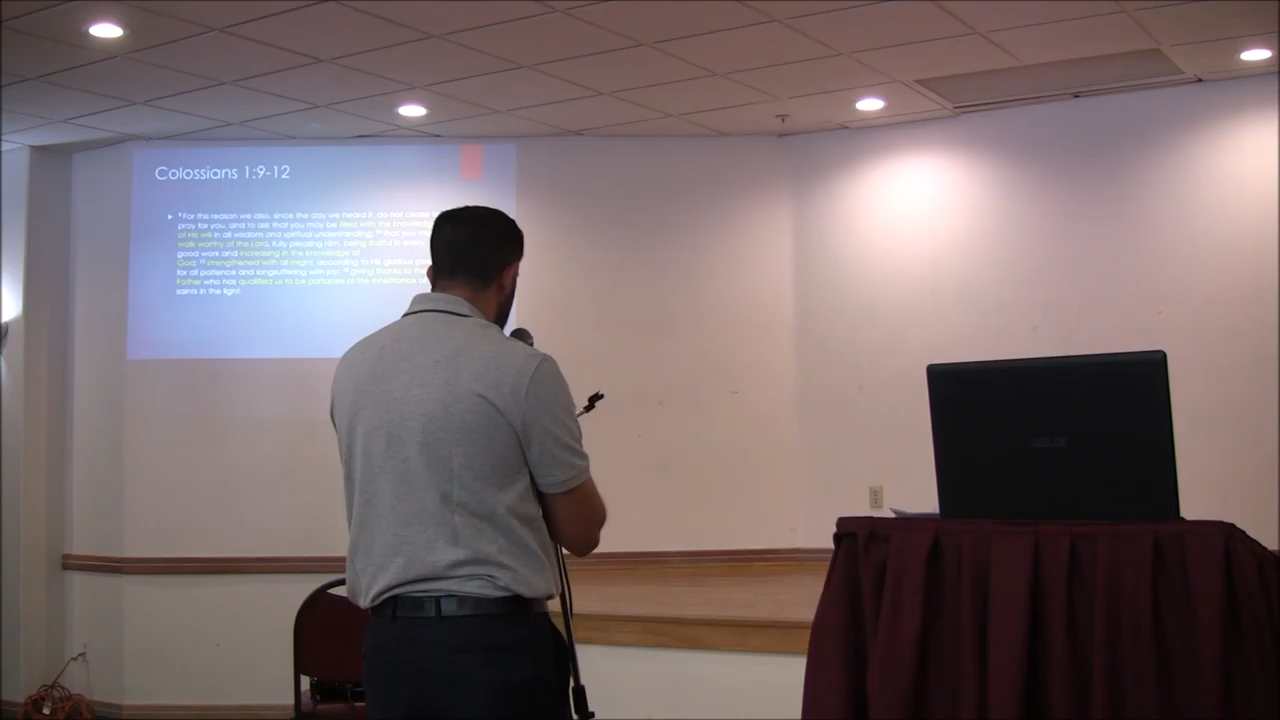 Colossians 1:9-12
9 For this reason we also, since the day we heard it, do not cease
pray for you, and to ask that you may be filled with the knowledge
of His will in all wisdom and spiritual understanding; 10 that you
walk worthy of the Lord, fully pleasing Him, being fruitful in every
good work and increasing in the knowledge of
God; 11 strengthened with all might, according to His glorious
for all patience and longsuffering with joy; 12 giving thanks to the
Father who has qualified us to be partakers of the inheritance of
saints in the light.
ASUS